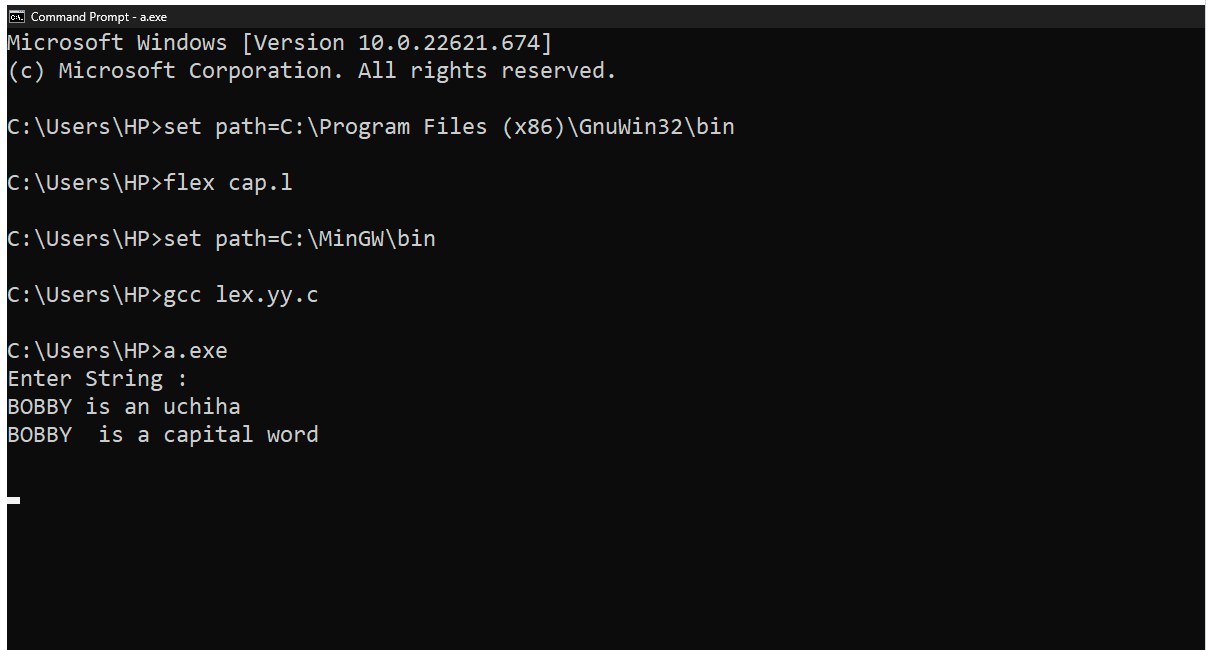 Command Prompt - a.exe
Microsoft Windows [Version 10.0.22621.674]
(c) Microsoft Corporation. All rights reserved.
C:\Users\HP>set path=C:\Program Files (x86)\GnuWin32\bin
C:\Users\HP>flex cap.l
C:\Users\HP>set path=C:\MinGW\bin
C:\Users\HP>gcc lex.yy.c
C:\Users\HP>a.exe
Enter String :
BOBBY is an uchiha
BOBBY  is a capital word